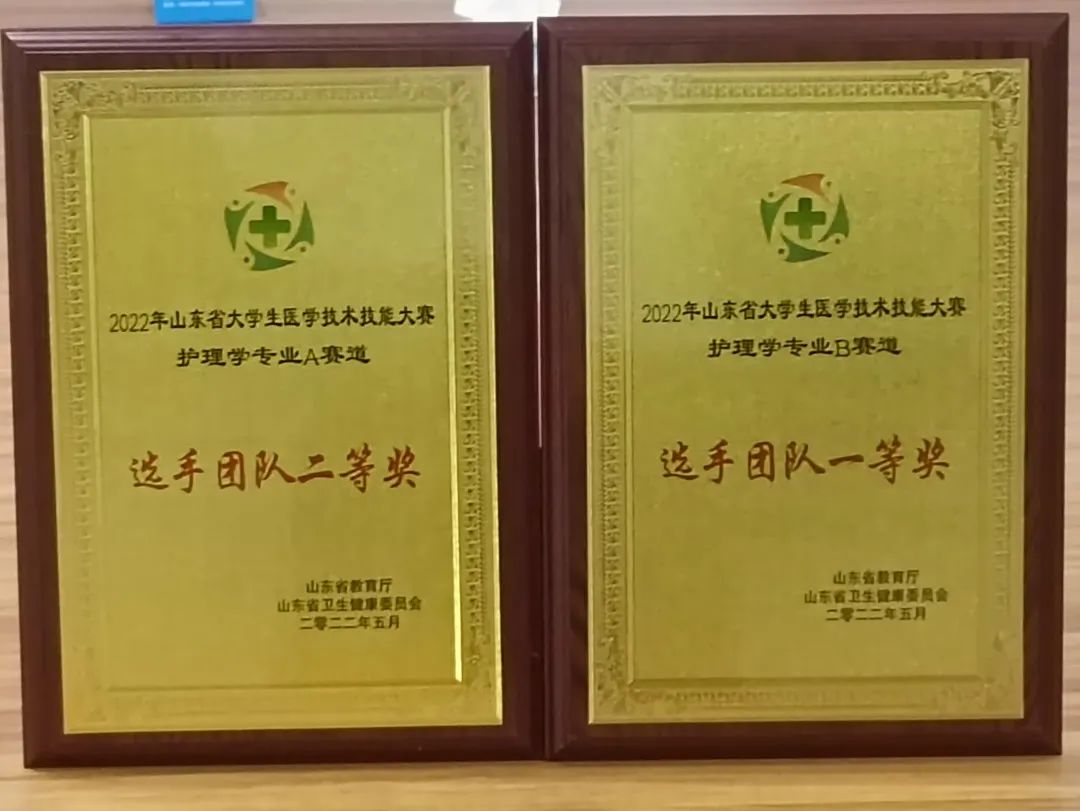 2022年山东省大学生医学技术技能大赛
护理学专业A赛道
选手团队二等奖
山东省教育厅
山东省卫生健康委员会
二零二二年五月
2022年山东省大学生医学技术技能大赛
护理学专业B赛道
选手团队一等奖
山东省教育厅
山东省卫生健康委员会
二零二二年五月